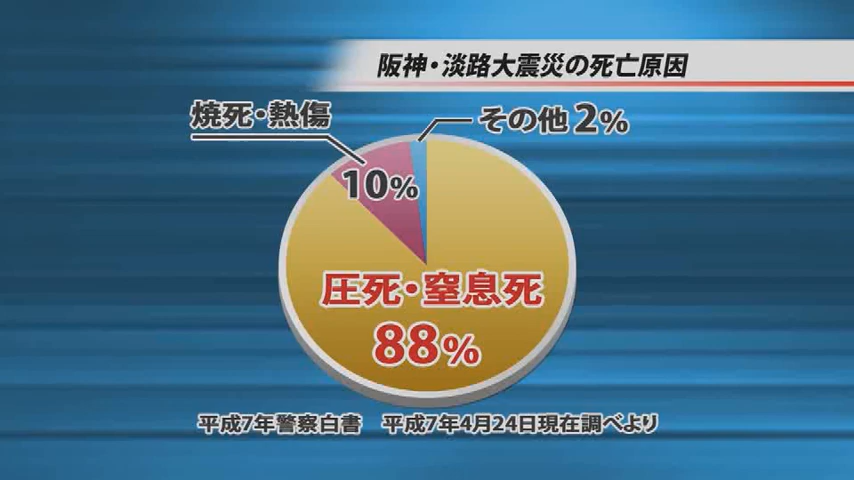 阪神・淡路大震災の死亡原因
焼死・熱傷
その他2%
10%
圧死・窒息死
88%
平成7年警察白書　平成7年4月24日現在調べより